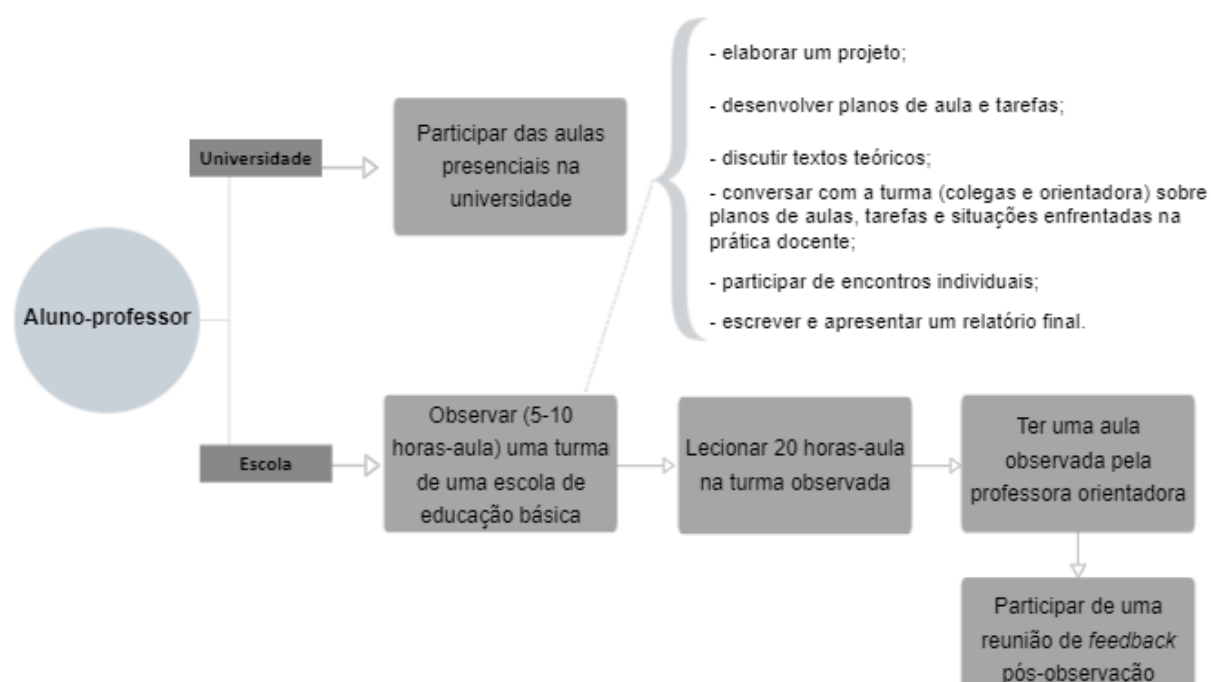 - elaborar um projeto;
- desenvolver planos de aula e tarefas;
- discutir textos teóricos;
- conversar com a turma (colegas e orientadora) sobre
planos de aulas, tarefas e situações enfrentadas na
prática docente;
- participar de encontros individuais;
- escrever e apresentar um relatório final.
Universidade
Participar das aulas
presenciais na
universidade
Aluno-professor
Escola
Observar (5-10
horas-aula) uma turma
de uma escola de
educação básica
Lecionar 20 horas-aula
na turma observada
Ter uma aula
observada pela
professora orientadora
Participar de uma
reunião de feedback
pós-observação